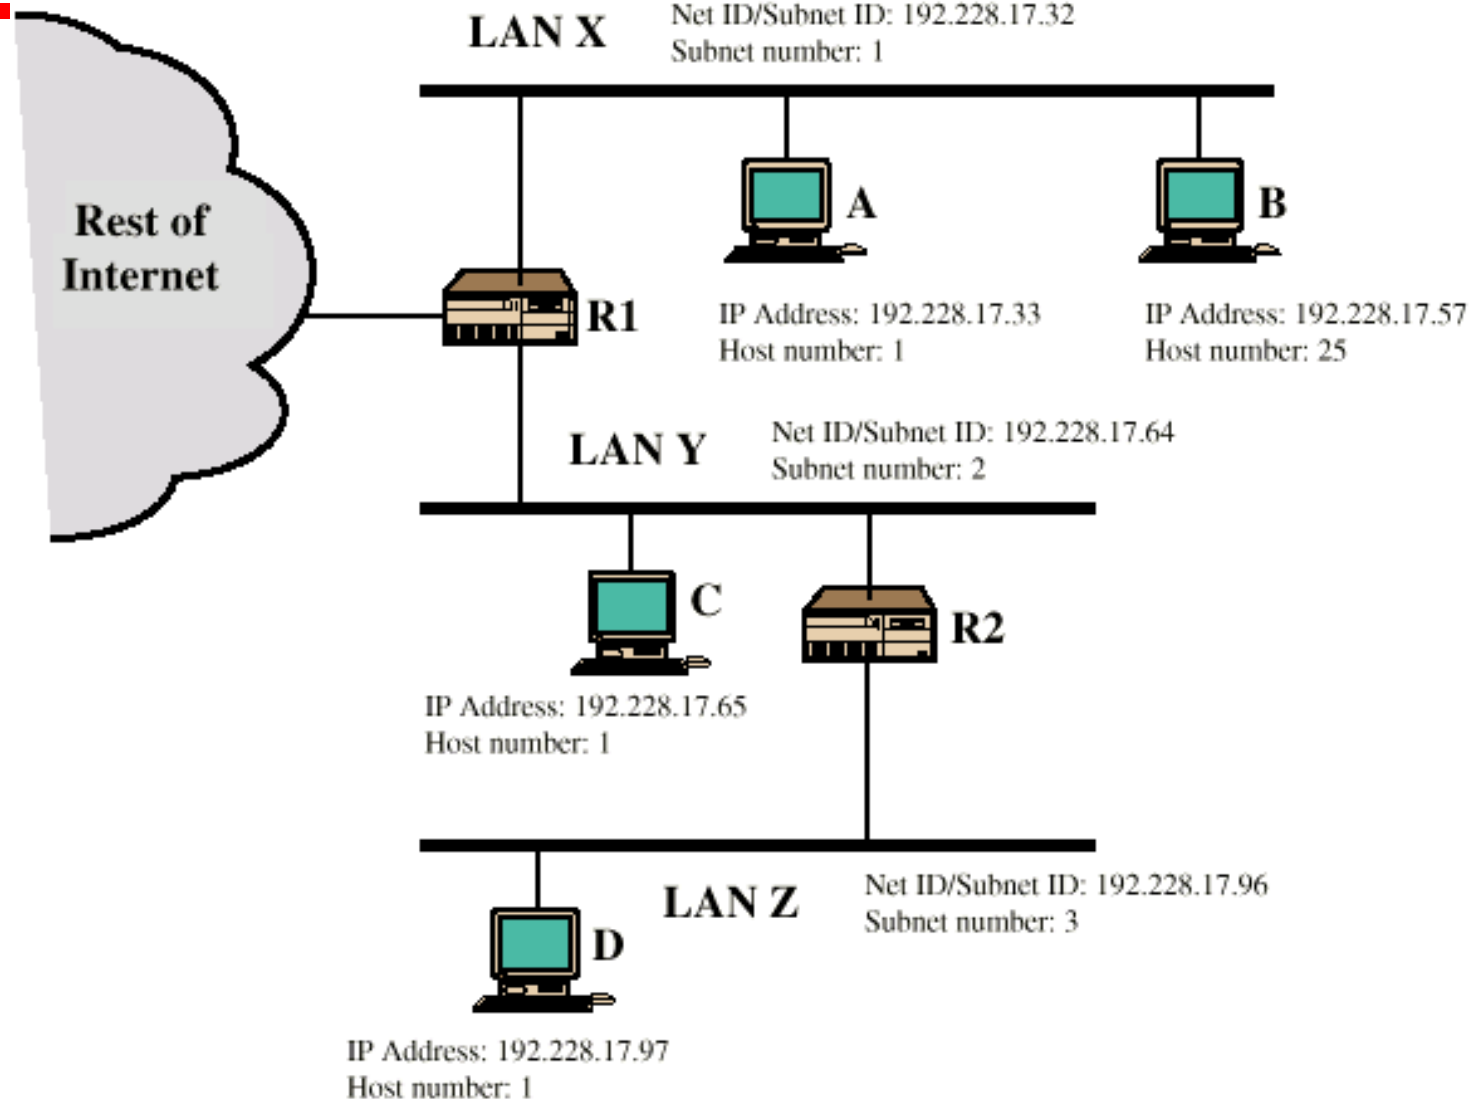 LAN X
Net ID/Subnet ID: 192.228.17.32
Subnet number: 1
Rest of
Internet
A
B
R1
IP Address: 192.228.17.33
Host number: 1
IP Address: 192.228.17.57
Host number: 25
LAN Y
Net ID/Subnet ID: 192.228.17.64
Subnet number: 2
C
R2
IP Address: 192.228.17.65
Host number: 1
LAN Z
Net ID/Subnet ID: 192.228.17.96
Subnet number: 3
D
IP Address: 192.228.17.97
Host number: 1